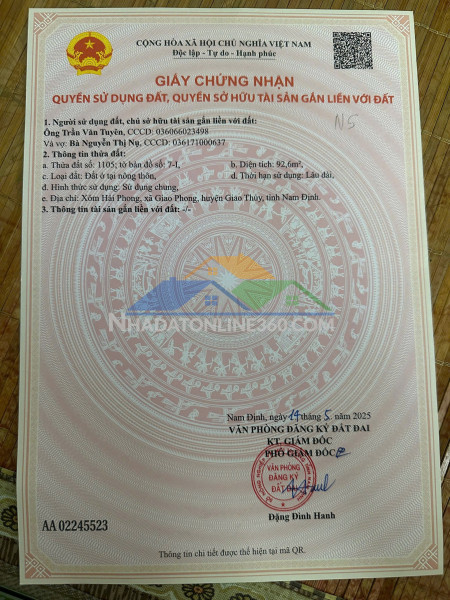 CỘNG HÒA XÃ HỘI CHỦ NGHĨA VIỆT NAM
Độc lập - Tự do - Hạnh phúc
GIẤY CHỨNG NHẬN
QUYỀN SỬ DỤNG ĐẤT, QUYỀN SỞ HỮU TÀI SẢN GẮN LIỀN VỚI ĐẤT
N5
1. Người sử dụng đất, chủ sở hữu tài sản gắn liền với đất:
Ông Trần Văn Tuyên, CCCD: 036066023498
Và vợ: Bà Nguyễn Thị Nụ, CCCD: 036171000637
2. Thông tin thửa đất:
a. Thửa đất số: 1105; tờ bản đồ số: 7-I, b. Diện tích: 92,6m²,
c. Loại đất: Đất ở tại nông thôn, d. Thời hạn sử dụng: Lâu dài,
đ. Hình thức sử dụng: Sử dụng chung,
e. Địa chỉ: Xóm Hải Phong, xã Giao Phong, huyện Giao Thủy, tỉnh Nam Định.
3. Thông tin tài sản gắn liền với đất: -/-
NHADATONLINE360.COM
Nam Định, ngày 19 tháng 5 năm 2025
VĂN PHÒNG ĐĂNG KÝ ĐẤT ĐAI
KT. GIÁM ĐỐC
PHÓ GIÁM ĐỐC
VĂN PHÒNG
ĐĂNG KÝ
ĐẤT ĐAI
Đặng Đình Hanh
AA 02245523
Thông tin chi tiết được thể hiện tại mã QR.